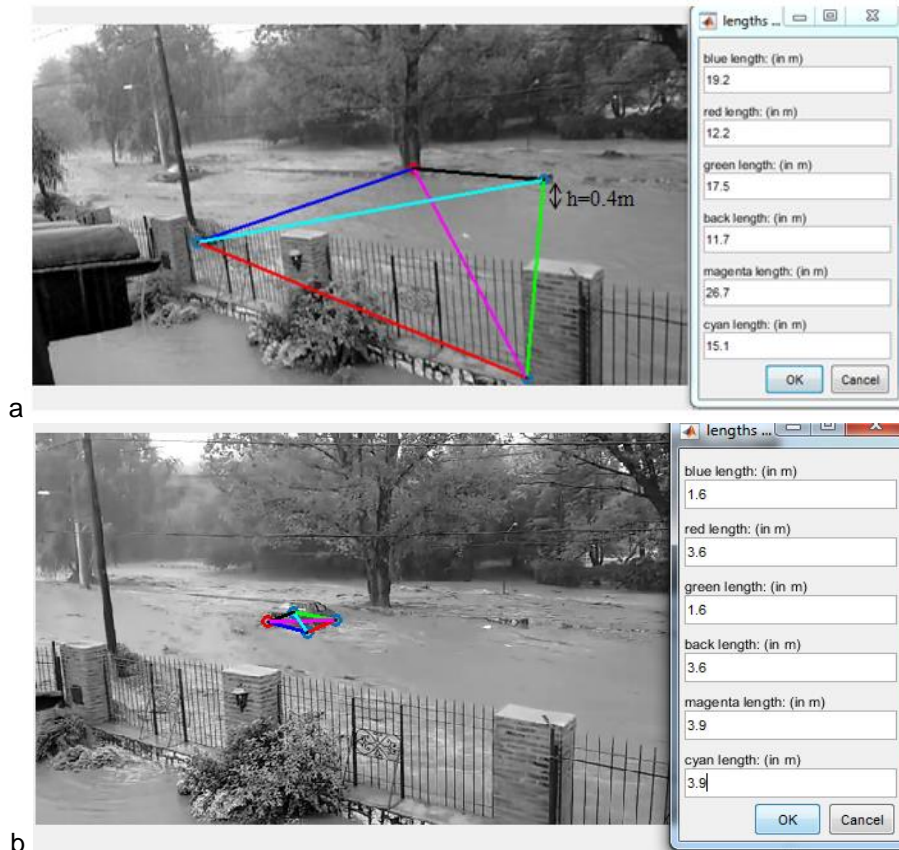 lengths ...
blue length: (in m)
19.2
red length: (in m)
12.2
green length: (in m)
17.5
back length: (in m)
11.7
magenta length: (in m)
26.7
cyan length: (in m)
15.1
OK Cancel
h=0.4m
a
lengths ...
blue length: (in m)
1.6
red length: (in m)
3.6
green length: (in m)
1.6
back length: (in m)
3.6
magenta length: (in m)
3.9
cyan length: (in m)
3.9
OK Cancel
b